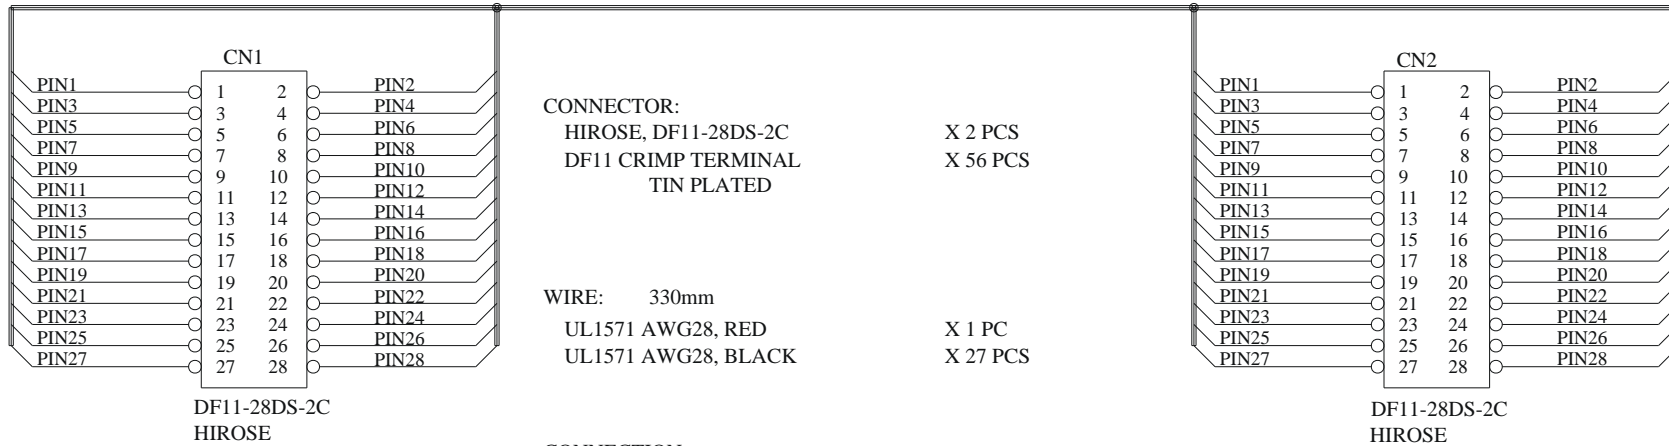 CN1
PIN1 1 2 PIN2
PIN3 3 4 PIN4
PIN5 5 6 PIN6
PIN7 7 8 PIN8
PIN9 9 10 PIN10
PIN11 11 12 PIN12
PIN13 13 14 PIN14
PIN15 15 16 PIN16
PIN17 17 18 PIN18
PIN19 19 20 PIN20
PIN21 21 22 PIN22
PIN23 23 24 PIN24
PIN25 25 26 PIN26
PIN27 27 28 PIN28
DF11-28DS-2C
HIROSE
CONNECTOR:
HIROSE, DF11-28DS-2C X 2 PCS
DF11 CRIMP TERMINAL X 56 PCS
TIN PLATED
WIRE: 330mm
UL1571 AWG28, RED X 1 PC
UL1571 AWG28, BLACK X 27 PCS
CN2
PIN1 1 2 PIN2
PIN3 3 4 PIN4
PIN5 5 6 PIN6
PIN7 7 8 PIN8
PIN9 9 10 PIN10
PIN11 11 12 PIN12
PIN13 13 14 PIN14
PIN15 15 16 PIN16
PIN17 17 18 PIN18
PIN19 19 20 PIN20
PIN21 21 22 PIN22
PIN23 23 24 PIN24
PIN25 25 26 PIN26
PIN27 27 28 PIN28
DF11-28DS-2C
HIROSE